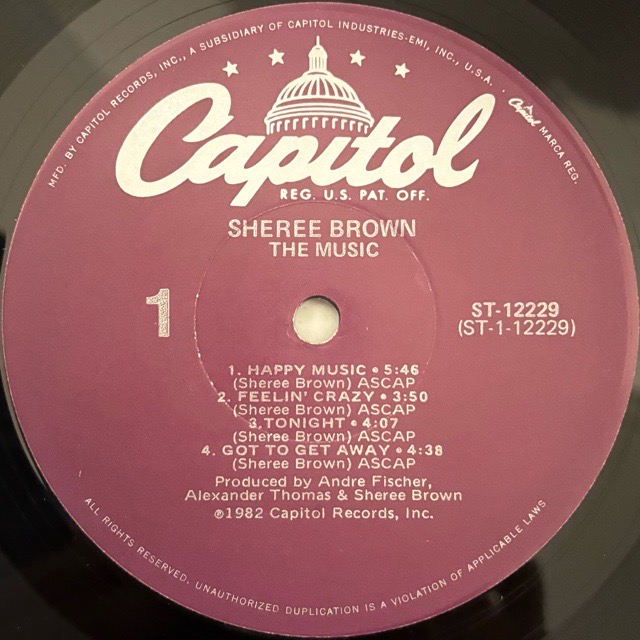 MFD. BY CAPITOL RECORDS, INC., A SUBSIDIARY OF CAPITOL INDUSTRIES-EMI, INC., U.S.A. · Capitol MARCA REG.
Capitol
REG. U.S. PAT. OFF.
SHEREE BROWN
THE MUSIC
1
ST-12229
(ST-1-12229)
1. HAPPY MUSIC • 5:46
(Sheree Brown) ASCAP
2. FEELIN' CRAZY • 3:50
(Sheree Brown) ASCAP
3.TONIGHT • 4:07
(Sheree Brown) ASCAP
4. GOT TO GET AWAY • 4:38
(Sheree Brown) ASCAP
Produced by Andre Fischer,
Alexander Thomas & Sheree Brown
℗1982 Capitol Records, Inc.
ALL RIGHTS RESERVED. UNAUTHORIZED DUPLICATION IS A VIOLATION OF APPLICABLE LAWS